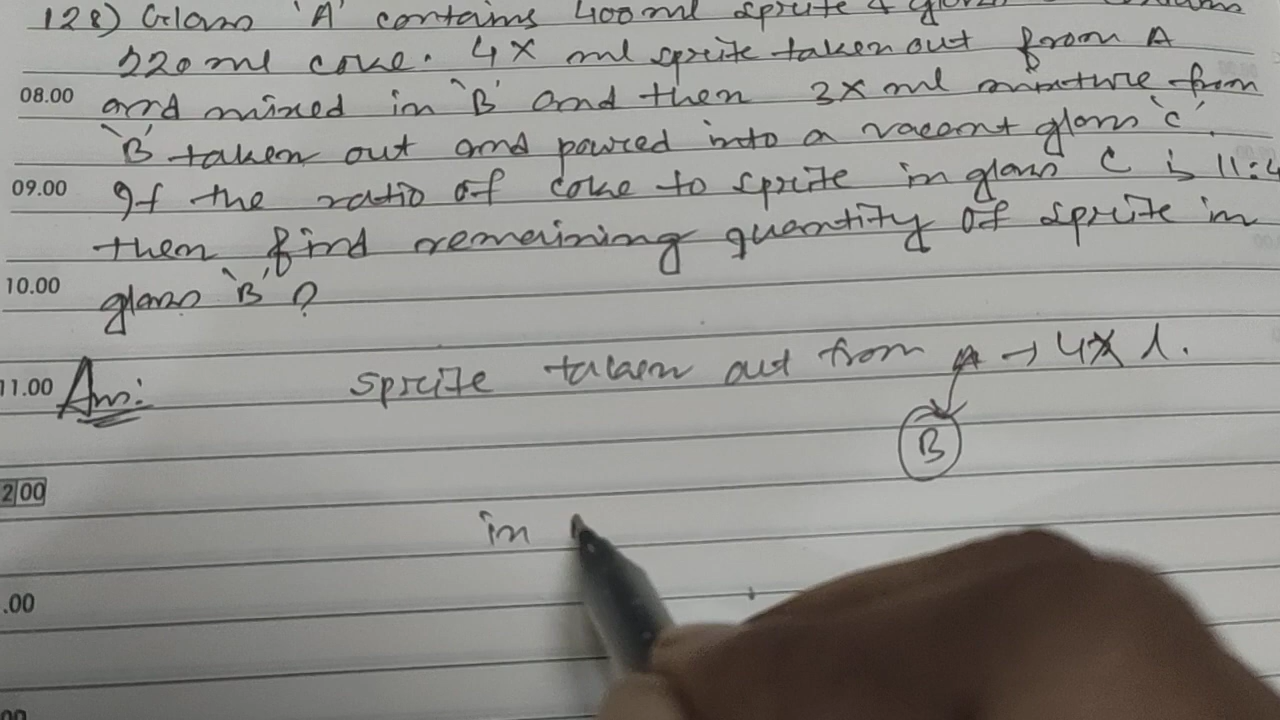 128) Glass 'A' contains 400ml sprite &
220ml coke. 4x ml sprite taken out from A
08.00 and mixed in 'B' and then 3x ml mixture from
'B' taken out and poured into a vacant glass 'C'.
09.00 If the ratio of coke to sprite in glass C is 11:4
then find remaining quantity of sprite in
10.00 glass 'B' ?
11.00 Ans: sprite taken out from A → 4x l.
B
2 00
in
.00
00